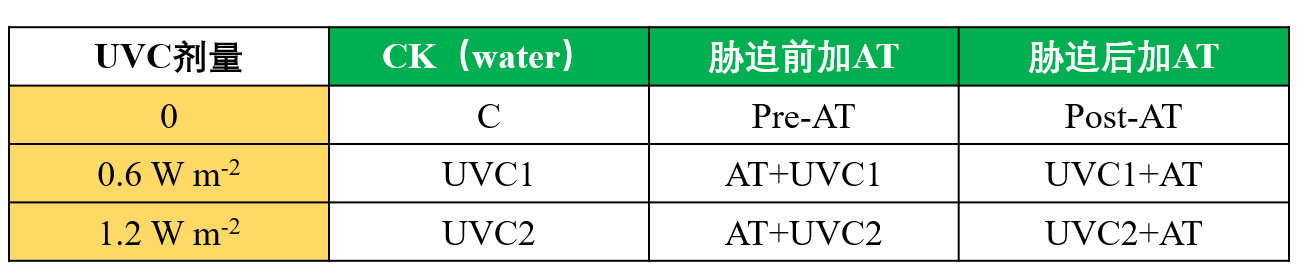 UVC剂量 CK（water） 胁迫前加AT 胁迫后加AT
0 C Pre-AT Post-AT
0.6 W m-2 UVC1 AT+UVC1 UVC1+AT
1.2 W m-2 UVC2 AT+UVC2 UVC2+AT